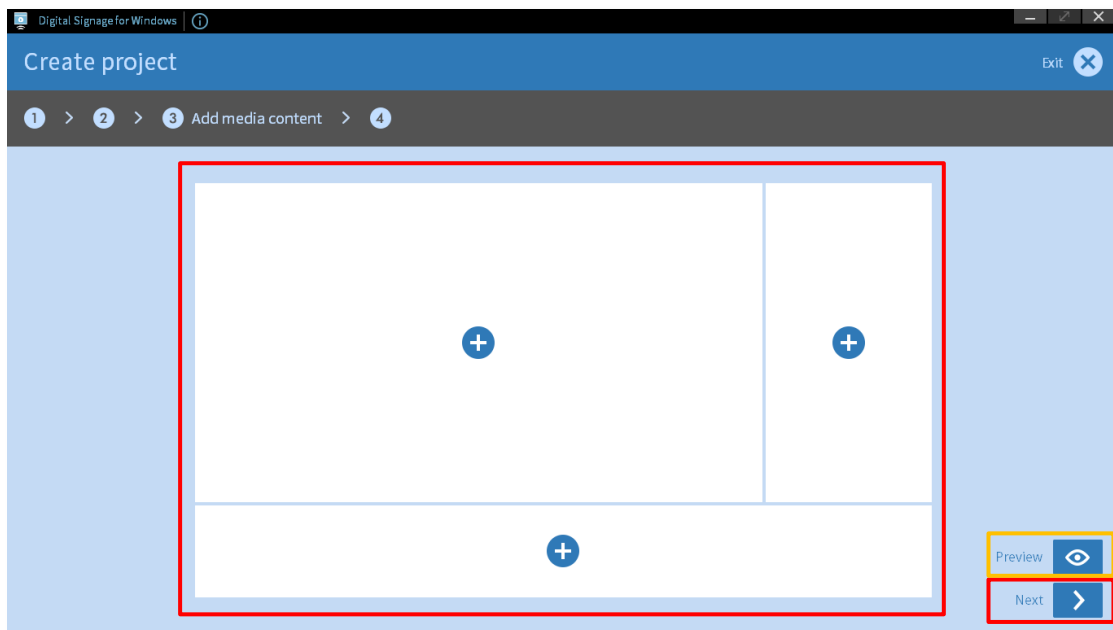 Digital Signage for Windows
Create project
Exit
1 > 2 > 3 Add media content > 4
Preview
Next